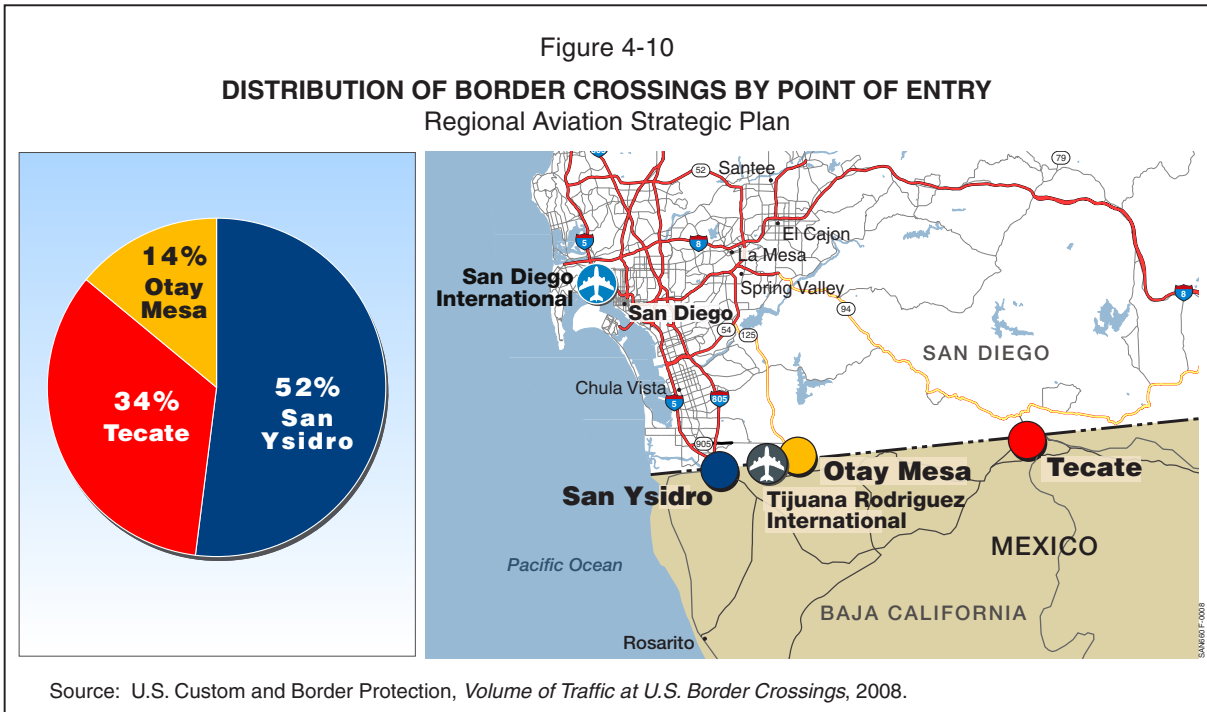 Figure 4-10
DISTRIBUTION OF BORDER CROSSINGS BY POINT OF ENTRY
Regional Aviation Strategic Plan
14%
Otay
Mesa
34%
Tecate
52%
San
Ysidro
52
Santee
79
5
8
El Cajon
La Mesa
San Diego
International
Spring Valley
San Diego
8
94
54
125
SAN DIEGO
Chula Vista
5
805
905
San Ysidro
Otay Mesa
Tecate
Tijuana Rodriguez
International
MEXICO
Pacific Ocean
BAJA CALIFORNIA
Rosarito
SAN660 F-0008
Source: U.S. Custom and Border Protection, Volume of Traffic at U.S. Border Crossings, 2008.